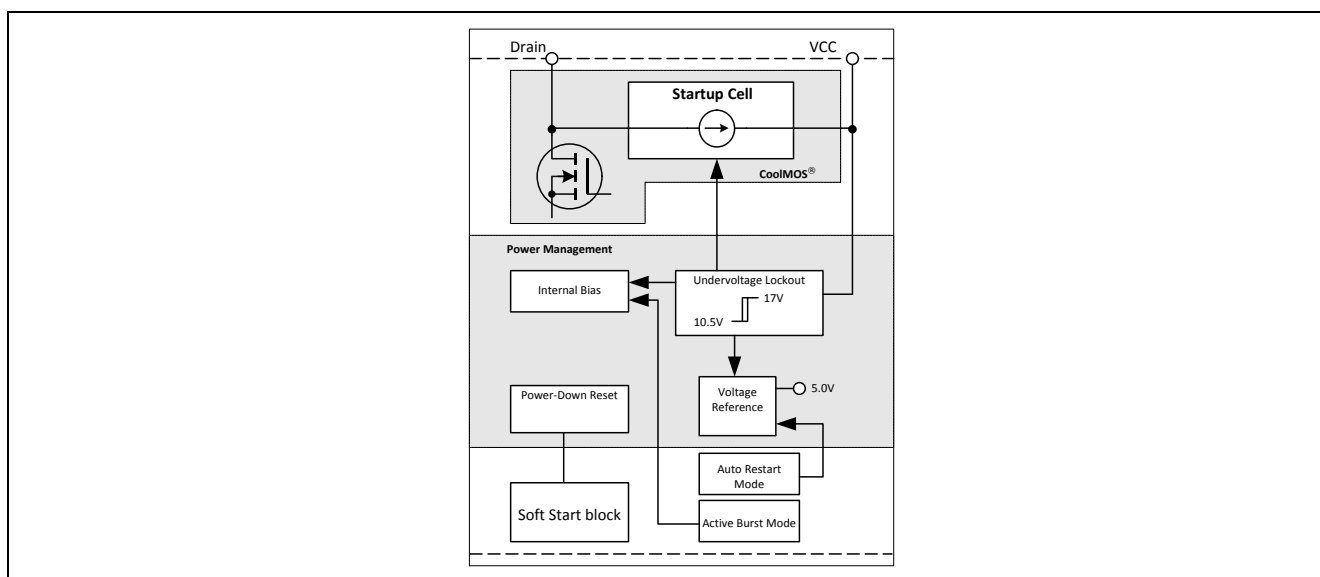 Drain
VCC
Startup Cell
CoolMOS®
Power Management
Undervoltage Lockout
Internal Bias
17V
10.5V
Power-Down Reset
Voltage
Reference
5.0V
Auto Restart
Mode
Soft Start block
Active Burst Mode